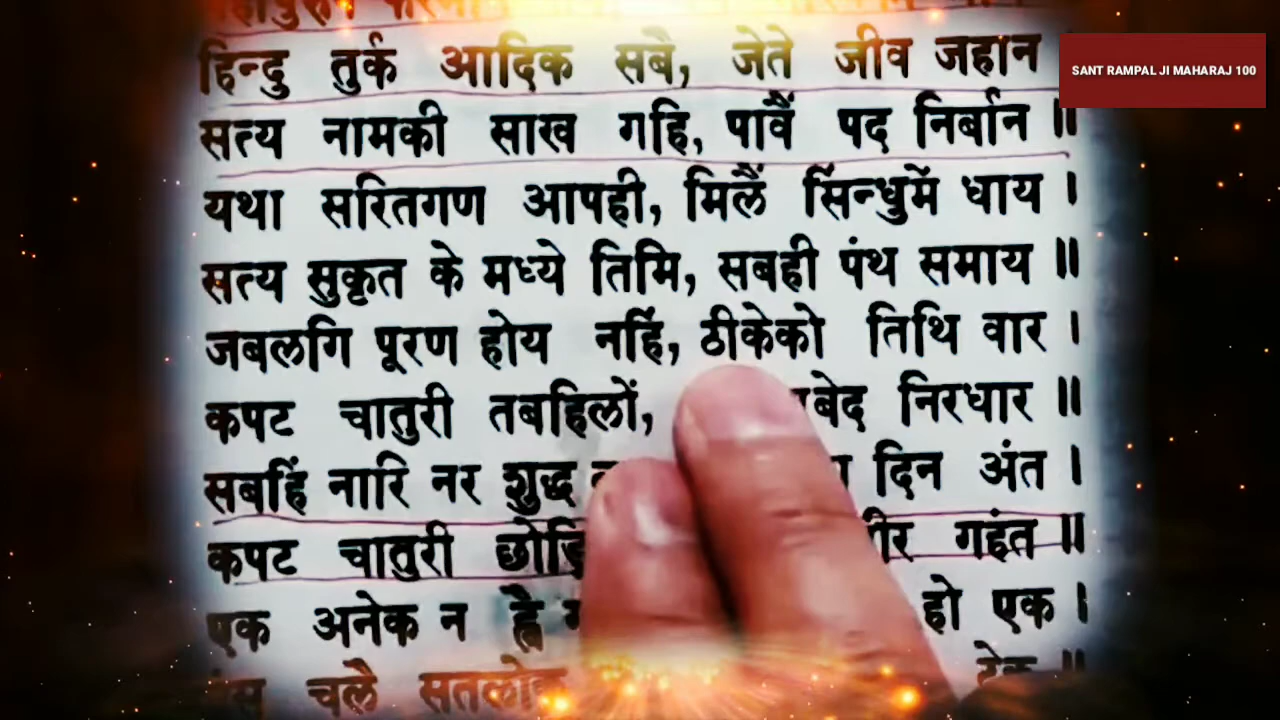 हिन्दु तुर्क आदिक सबै, जेते जीव जहान
SANT RAMPAL JI MAHARAJ 100
सत्य नामकी साख गहि, पावैं पद निर्बान ॥
यथा सरितगण आपही, मिलैं सिंन्धुमें धाय ।
सत्य सुकृत के मध्ये तिमि, सबही पंथ समाय ॥
जबलगि पूरण होय नहिं, ठीकेको तिथि वार ।
कपट चातुरी तबहिलों, निरधार ॥
सबहिं नारि नर शुद्ध दिन अंत ।
कपट चातुरी गहंत ॥
एक अनेक न ह्वै हो एक ।
चलै